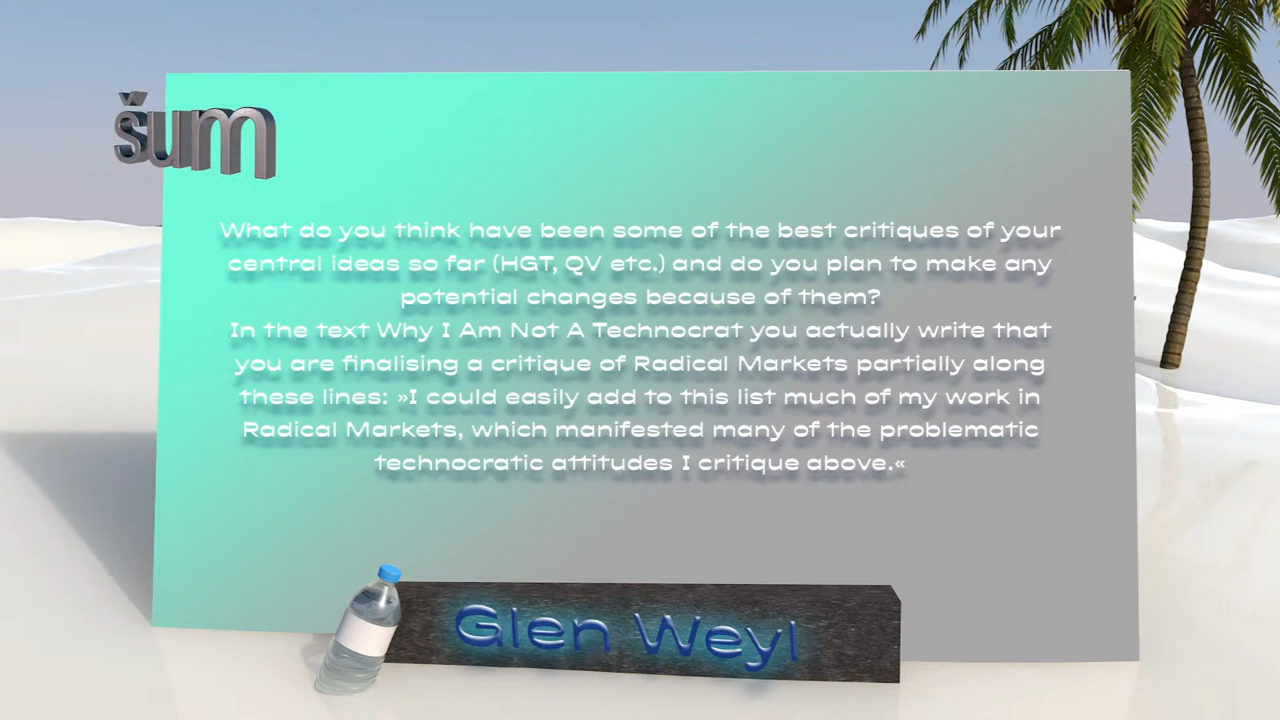 šum
What do you think have been some of the best critiques of your
central ideas so far (HGT, QV etc.) and do you plan to make any
potential changes because of them?
In the text Why I Am Not A Technocrat you actually write that
you are finalising a critique of Radical Markets partially along
these lines: »I could easily add to this list much of my work in
Radical Markets, which manifested many of the problematic
technocratic attitudes I critique above.«
Glen Weyl